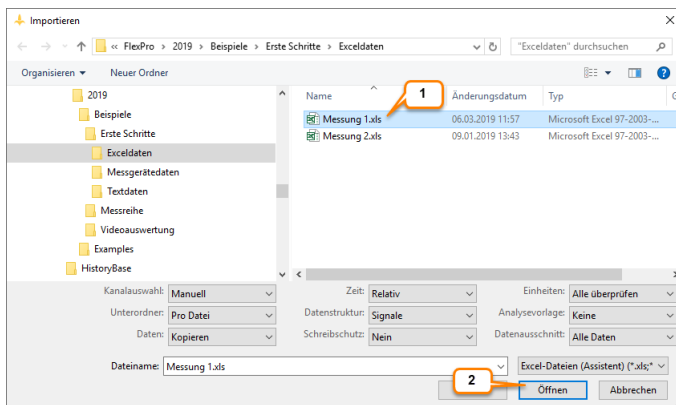 Importieren
« FlexPro > 2019 > Beispiele > Erste Schritte > Exceldaten
"Exceldaten" durchsuchen
Organisieren Neuer Ordner
2019
Beispiele
Erste Schritte
Exceldaten
Messgerätedaten
Textdaten
Messreihe
Videoauswertung
Examples
HistoryBase
Name Änderungsdatum Typ G
1
Messung 1.xls 06.03.2019 11:57 Microsoft Excel 97-2003-...
Messung 2.xls 09.01.2019 13:43 Microsoft Excel 97-2003-...
Kanalauswahl: Manuell Zeit: Relativ Einheiten: Alle überprüfen
Unterordner: Pro Datei Datenstruktur: Signale Analysevorlage: Keine
Daten: Kopieren Schreibschutz: Nein Datenausschnitt: Alle Daten
Dateiname: Messung 1.xls Excel-Dateien (Assistent) (*.xls;*
2
Öffnen Abbrechen